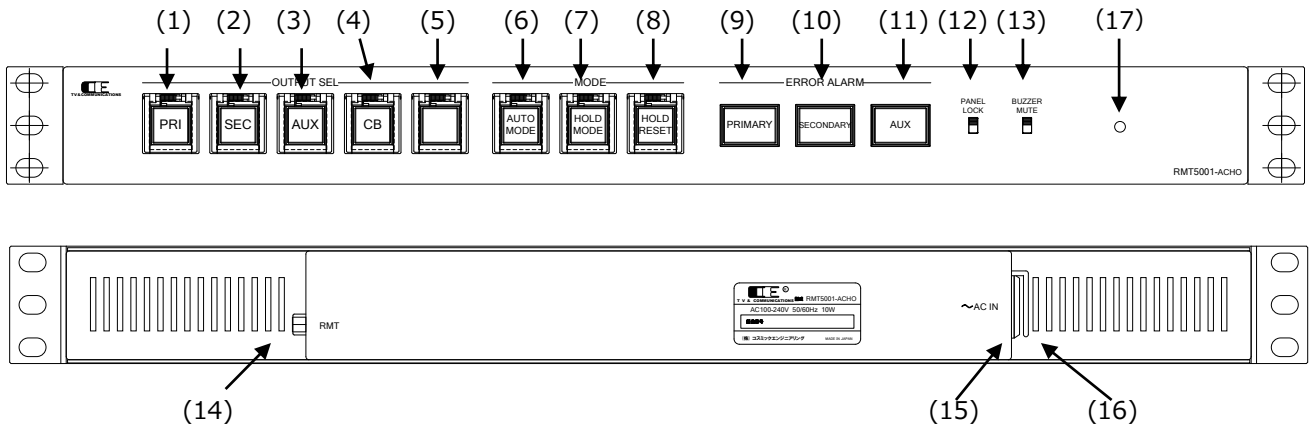 (1) (2) (3) (4) (5) (6) (7) (8) (9) (10) (11) (12) (13) (17)
OUTPUT SEL MODE ERROR ALARM
TV&COMMUNICATIONS
PANEL
LOCK
BUZZER
MUTE
PRI SEC AUX CB
AUTO
MODE
HOLD
MODE
HOLD
RESET
PRIMARY SECONDARY AUX
RMT5001-ACHO
RMT
TV & COMMUNICATIONS RMT5001-ACHO
AC100-240V 50/60Hz 10W
コスミックエンジニアリング MADE IN JAPAN
~AC IN
(14) (15) (16)